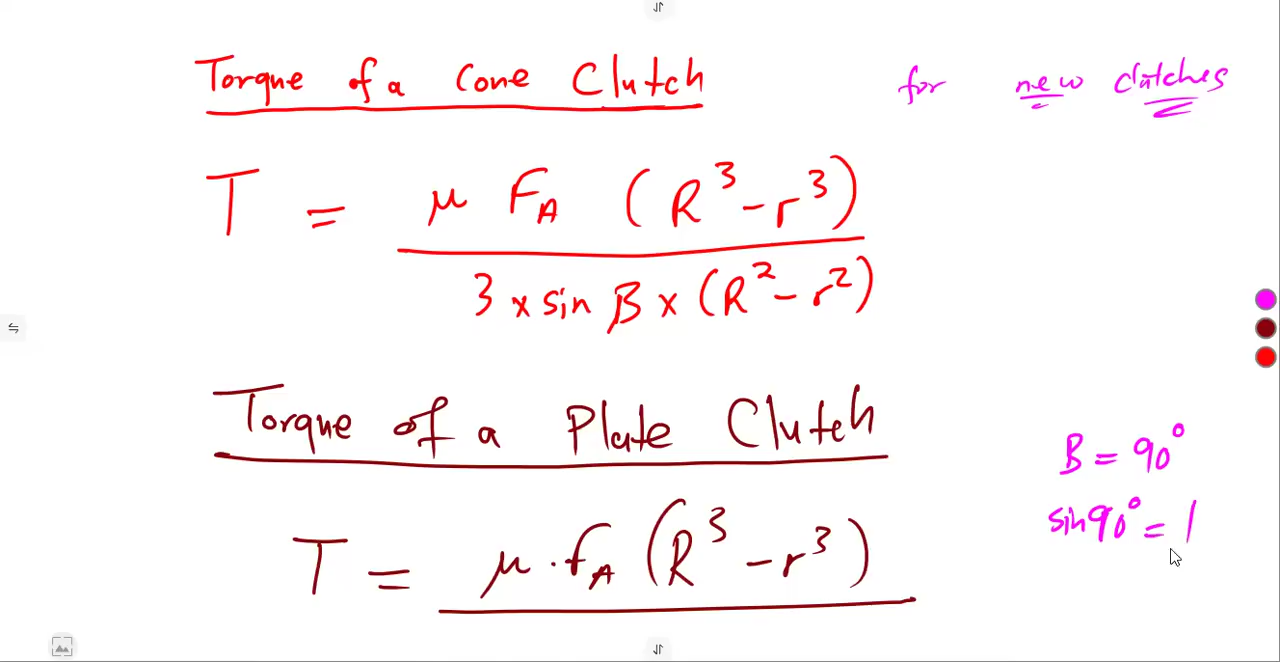 Torque of a Cone Clutch
for new clutches
T = μ F_A (R³ - r³)
3 × sin β × (R² - r²)
Torque of a Plate Clutch
β = 90°
sin 90° = 1
T = μ · f_A (R³ - r³)